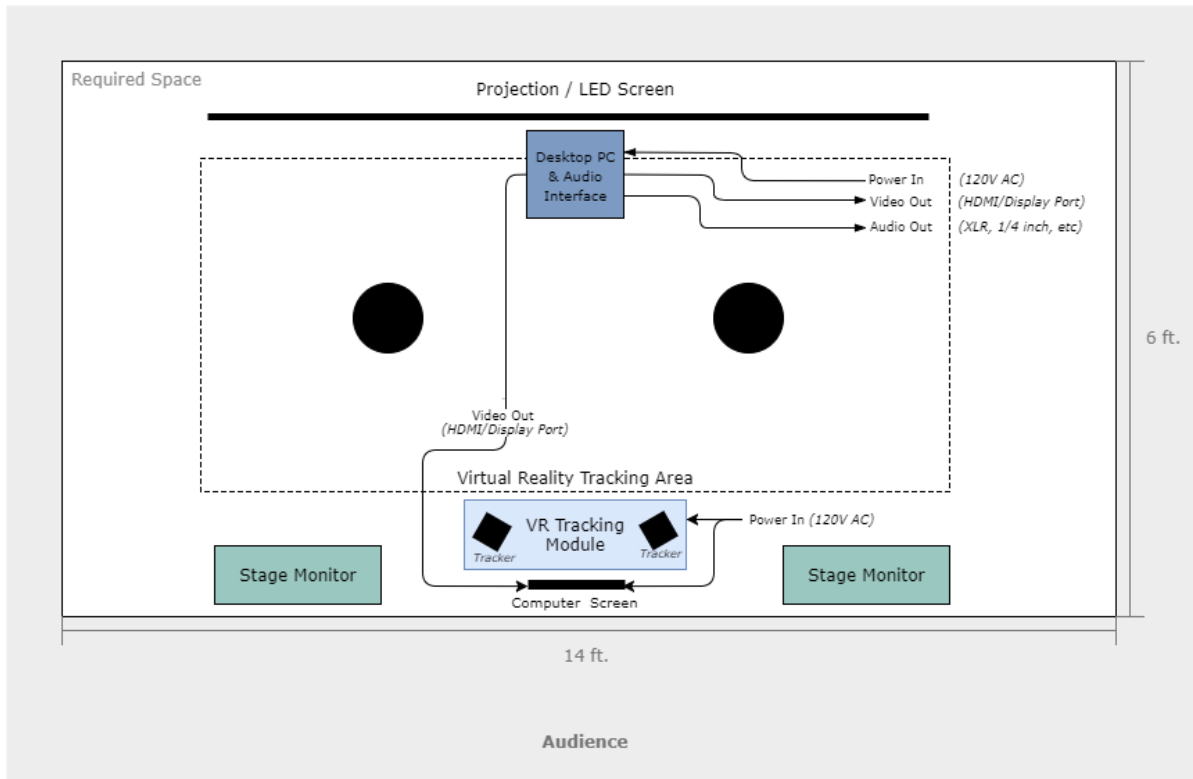 Required Space
Projection / LED Screen
Desktop PC
& Audio
Interface
Power In (120V AC)
Video Out (HDMI/Display Port)
Audio Out (XLR, 1/4 inch, etc)
6 ft.
Video Out
(HDMI/Display Port)
Virtual Reality Tracking Area
VR Tracking
Module
Tracker
Tracker
Power In (120V AC)
Stage Monitor
Stage Monitor
Computer Screen
14 ft.
Audience